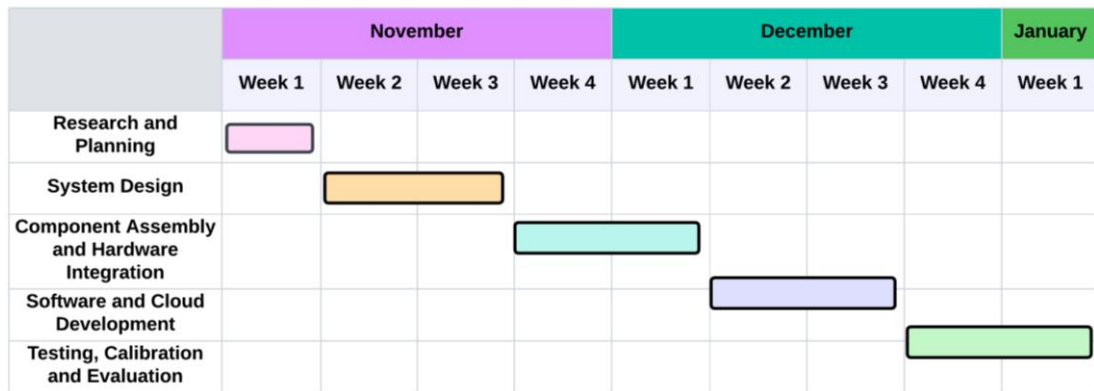 November December January
Week 1 Week 2 Week 3 Week 4 Week 1 Week 2 Week 3 Week 4 Week 1
Research and
Planning
System Design
Component Assembly
and Hardware
Integration
Software and Cloud
Development
Testing, Calibration
and Evaluation